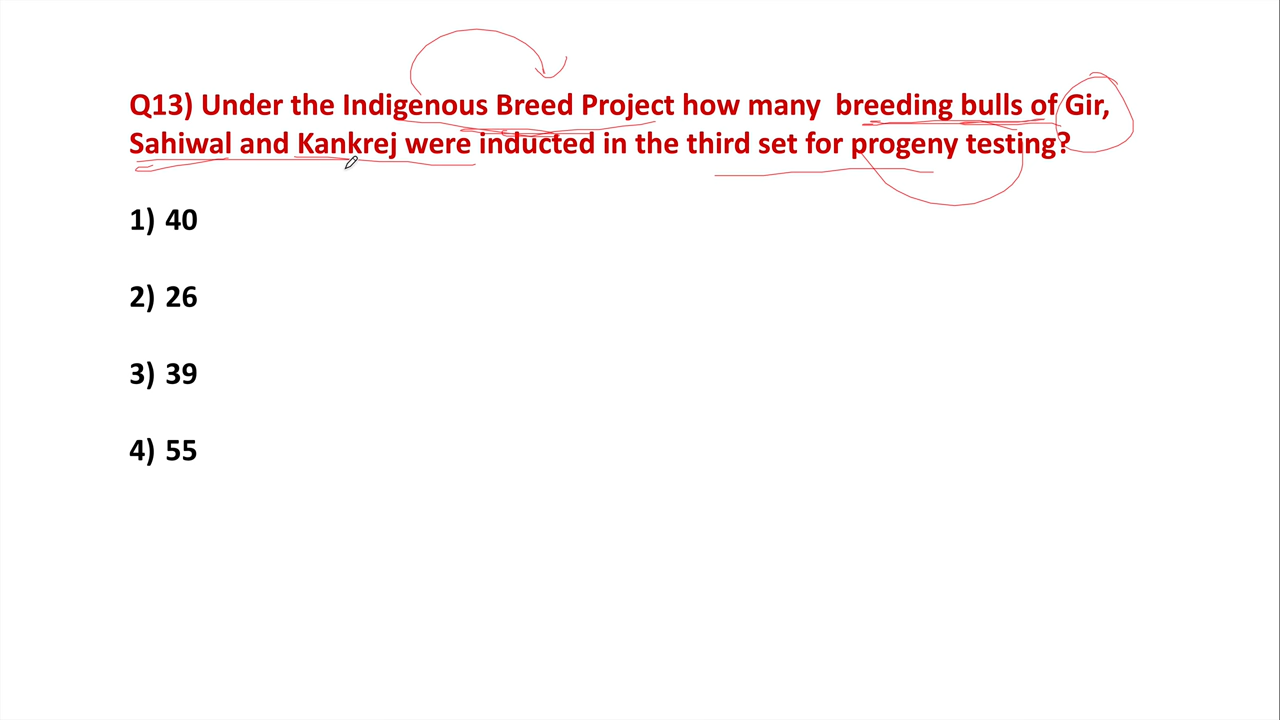 Q13) Under the Indigenous Breed Project how many breeding bulls of Gir,
Sahiwal and Kankrej were inducted in the third set for progeny testing?
1) 40
2) 26
3) 39
4) 55